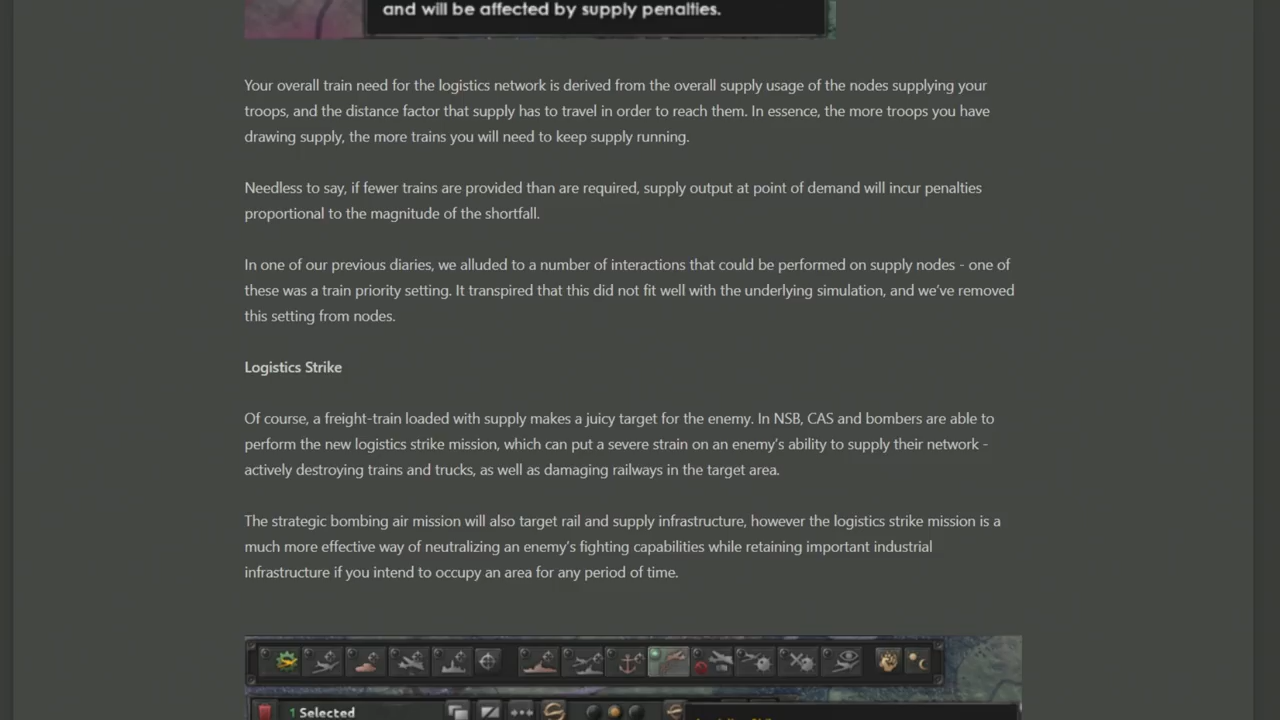 and will be affected by supply penalties.
Your overall train need for the logistics network is derived from the overall supply usage of the nodes supplying your
troops, and the distance factor that supply has to travel in order to reach them. In essence, the more troops you have
drawing supply, the more trains you will need to keep supply running.
Needless to say, if fewer trains are provided than are required, supply output at point of demand will incur penalties
proportional to the magnitude of the shortfall.
In one of our previous diaries, we alluded to a number of interactions that could be performed on supply nodes - one of
these was a train priority setting. It transpired that this did not fit well with the underlying simulation, and we’ve removed
this setting from nodes.
Logistics Strike
Of course, a freight-train loaded with supply makes a juicy target for the enemy. In NSB, CAS and bombers are able to
perform the new logistics strike mission, which can put a severe strain on an enemy’s ability to supply their network -
actively destroying trains and trucks, as well as damaging railways in the target area.
The strategic bombing air mission will also target rail and supply infrastructure, however the logistics strike mission is a
much more effective way of neutralizing an enemy’s fighting capabilities while retaining important industrial
infrastructure if you intend to occupy an area for any period of time.
1 Selected